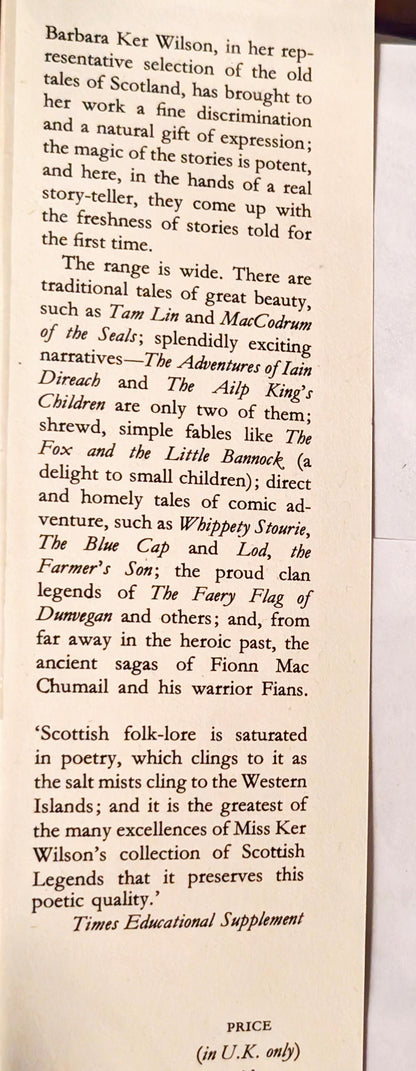 Barbara Ker Wilson, in her rep-
resentative selection of the old
tales of Scotland, has brought to
her work a fine discrimination
and a natural gift of expression;
the magic of the stories is potent,
and here, in the hands of a real
story-teller, they come up with
the freshness of stories told for
the first time.
The range is wide. There are
traditional tales of great beauty,
such as Tam Lin and MacCodrum
of the Seals; splendidly exciting
narratives—The Adventures of Iain
Direach and The Ailp King's
Children are only two of them;
shrewd, simple fables like The
Fox and the Little Bannock (a
delight to small children); direct
and homely tales of comic ad-
venture, such as Whippety Stourie,
The Blue Cap and Lod, the
Farmer's Son; the proud clan
legends of The Faery Flag of
Dunvegan and others; and, from
far away in the heroic past, the
ancient sagas of Fionn Mac
Chumail and his warrior Fians.
'Scottish folk-lore is saturated
in poetry, which clings to it as
the salt mists cling to the Western
Islands; and it is the greatest of
the many excellences of Miss Ker
Wilson's collection of Scottish
Legends that it preserves this
poetic quality.'
Times Educational Supplement
PRICE
(in U.K. only)